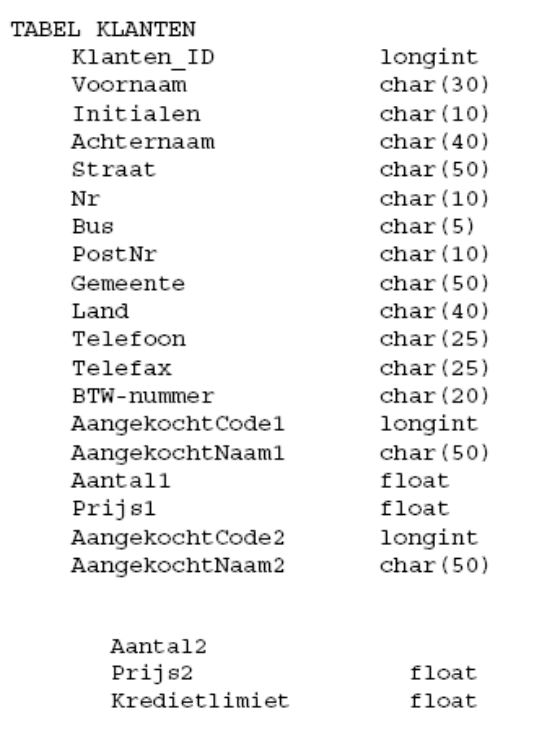 TABEL KLANTEN
Klanten_ID longint
Voornaam char(30)
Initialen char(10)
Achternaam char(40)
Straat char(50)
Nr char(10)
Bus char(5)
PostNr char(10)
Gemeente char(50)
Land char(40)
Telefoon char(25)
Telefax char(25)
BTW-nummer char(20)
AangekochtCode1 longint
AangekochtNaam1 char(50)
Aantal1 float
Prijs1 float
AangekochtCode2 longint
AangekochtNaam2 char(50)
Aantal2
Prijs2 float
Kredietlimiet float